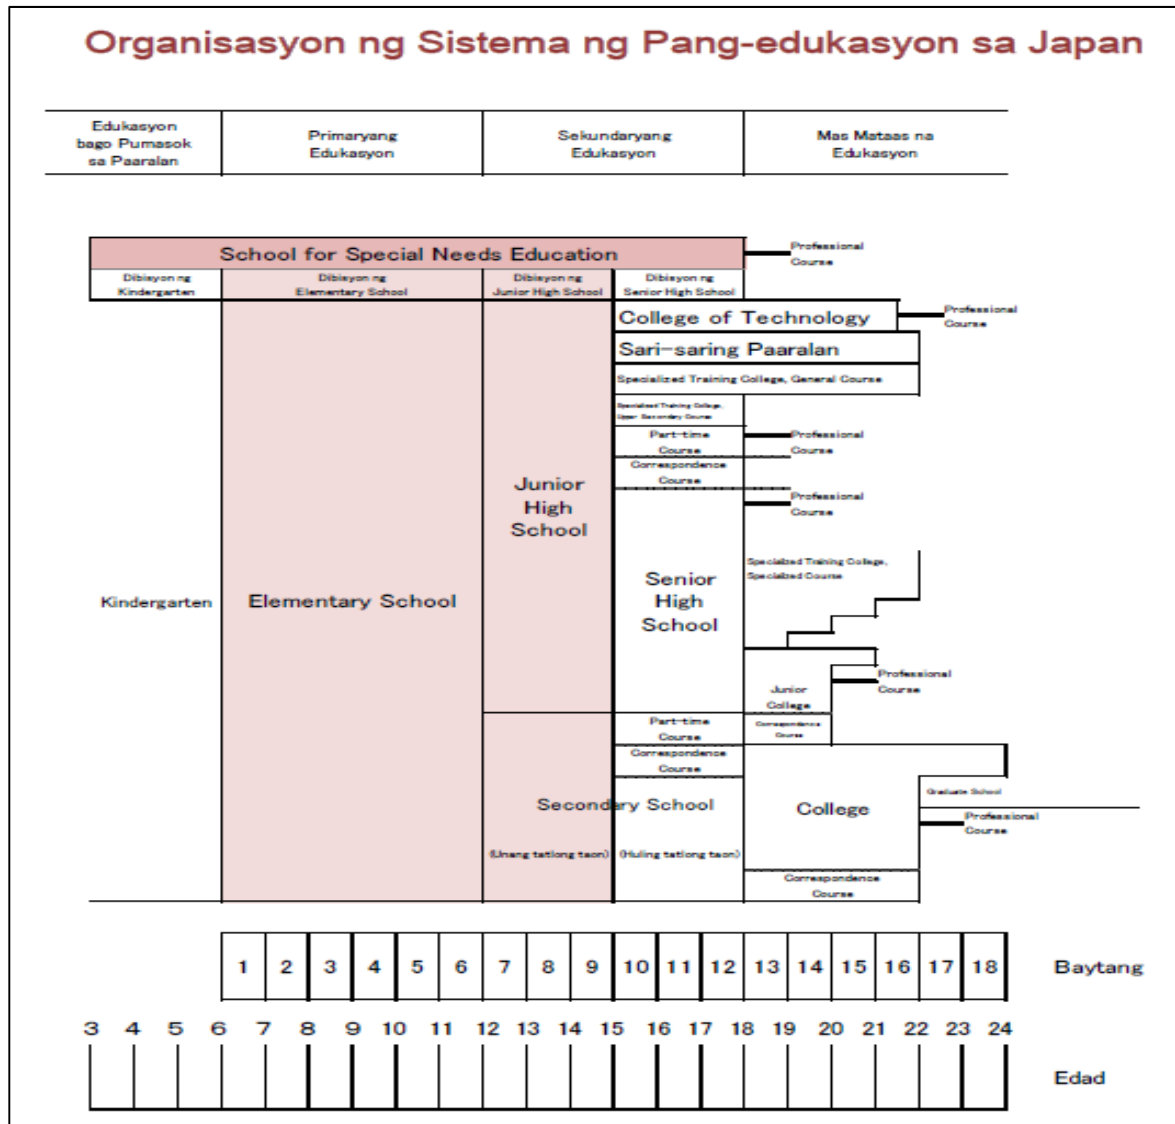 Organisasyon ng Sistema ng Pang-edukasyon sa Japan
Edukasyon
bago Pumasok
sa Paaralan
Primaryang
Edukasyon
Sekundaryang
Edukasyon
Mas Mataas na
Edukasyon
School for Special Needs Education
Professional
Course
Dibisyon ng
Kindergarten
Dibisyon ng
Elementary School
Dibisyon ng
Junior High School
Dibisyon ng
Senior High School
College of Technology
Professional
Course
Sari-saring Paaralan
Specialized Training College, General Course
Specialized Training College,
Upper Secondary Course
Part-time
Course
Professional
Course
Correspondence
Course
Professional
Course
Junior
High
School
Specialized Training College,
Specialized Course
Kindergarten
Elementary School
Senior
High
School
Junior
College
Professional
Course
Part-time
Course
Correspondence
Course
Correspondence
Course
Secondary School
College
Graduate School
Professional
Course
(Unang tatlong taon)
(Huling tatlong taon)
Correspondence
Course
1 2 3 4 5 6 7 8 9 10 11 12 13 14 15 16 17 18 Baytang
3 4 5 6 7 8 9 10 11 12 13 14 15 16 17 18 19 20 21 22 23 24
Edad